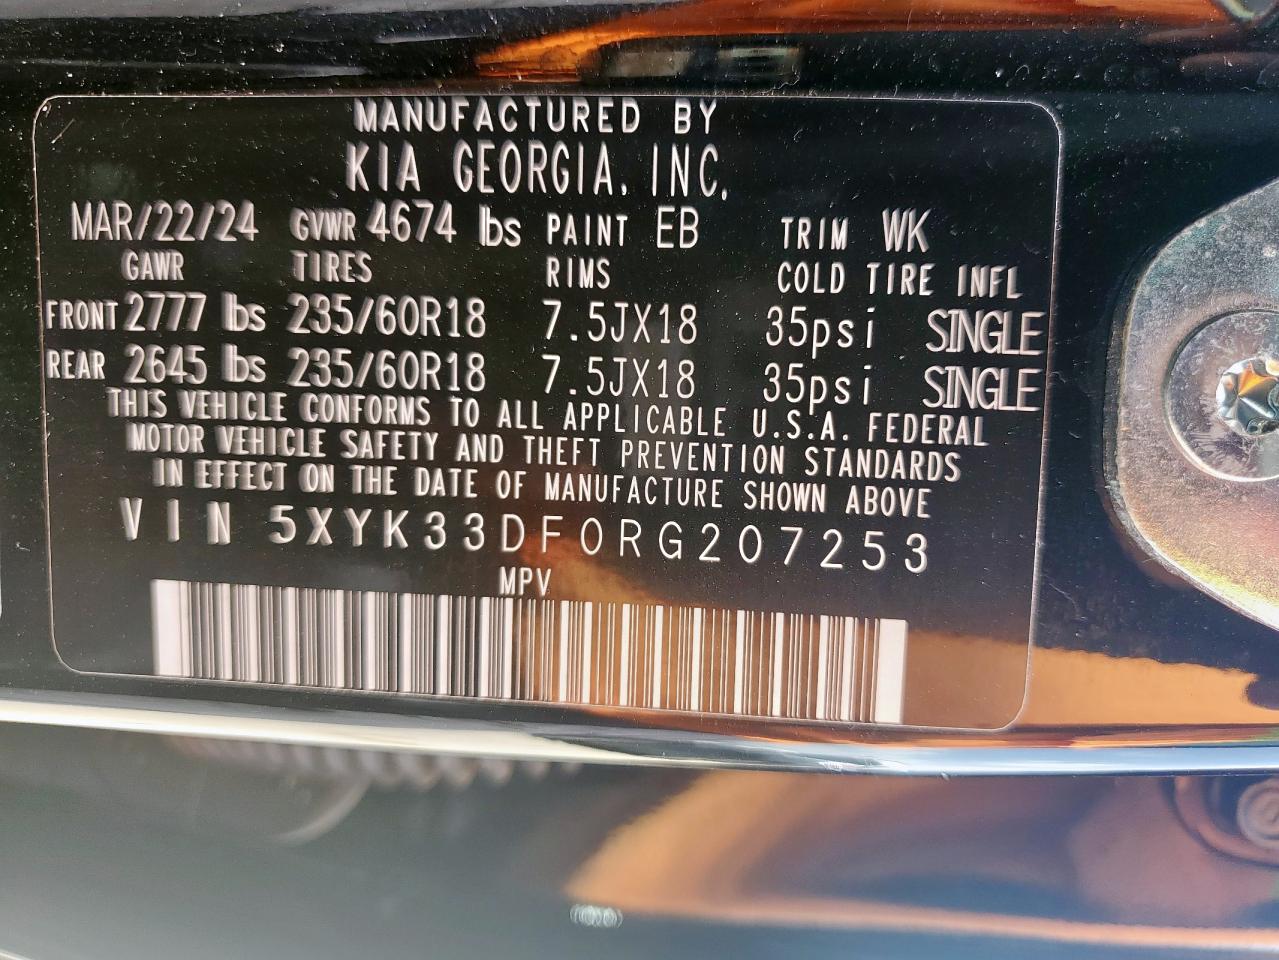 MANUFACTURED BY
KIA GEORGIA, INC.
MAR/22/24 GVWR 4674 lbs PAINT EB TRIM WK
GAWR TIRES RIMS COLD TIRE INFL
FRONT 2777 lbs 235/60R18 7.5JX18 35psi SINGLE
REAR 2645 lbs 235/60R18 7.5JX18 35psi SINGLE
THIS VEHICLE CONFORMS TO ALL APPLICABLE U.S.A. FEDERAL
MOTOR VEHICLE SAFETY AND THEFT PREVENTION STANDARDS
IN EFFECT ON THE DATE OF MANUFACTURE SHOWN ABOVE
VIN 5XYK33DF0RG207253
MPV